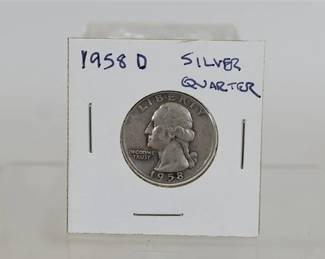 1958 D SILVER
QUARTER
LIBERTY
IN GOD WE
TRUST
1958